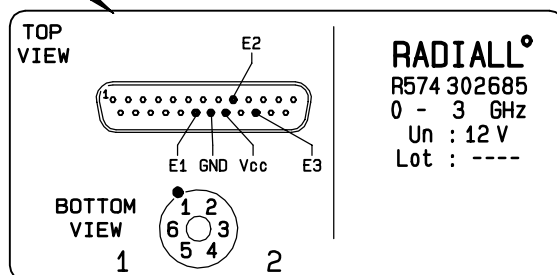 TOP
VIEW
E2
1
E1 GND Vcc E3
BOTTOM
VIEW
1 2
6 3
5 4
1 2
RADIALL°
R574 302685
0 - 3 GHz
Un : 12 V
Lot : ----